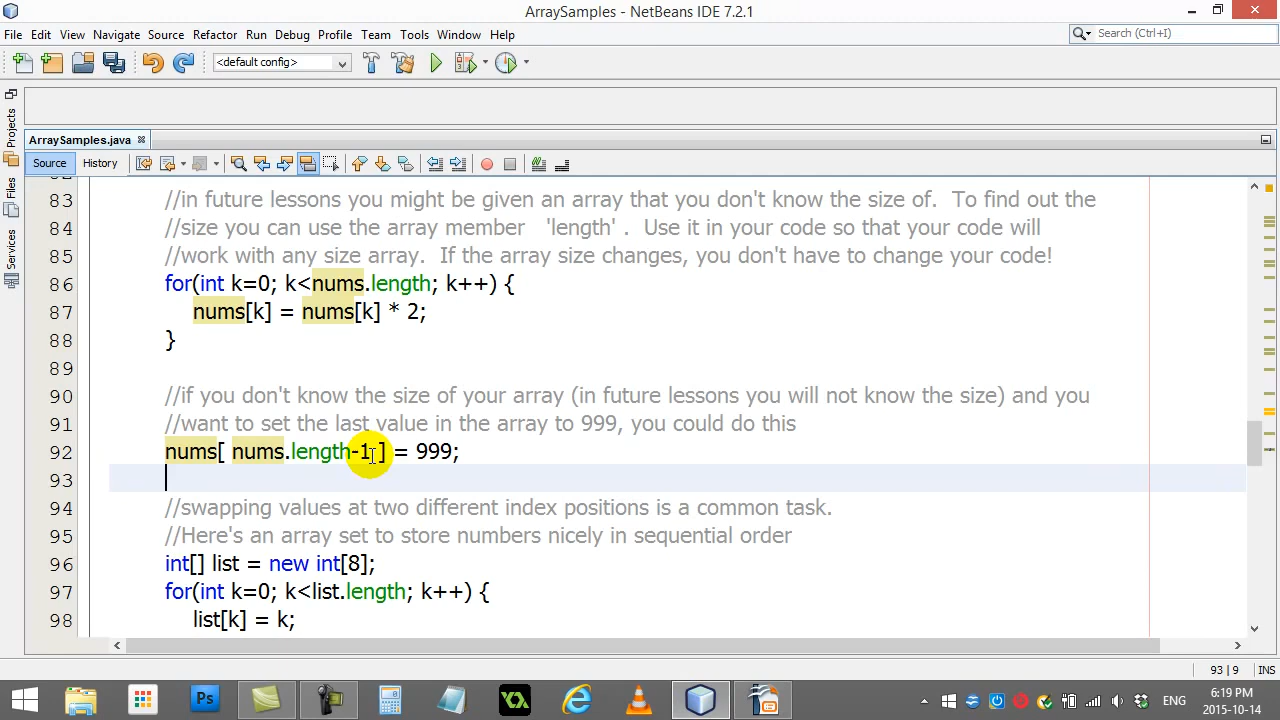 ArraySamples - NetBeans IDE 7.2.1
File Edit View Navigate Source Refactor Run Debug Profile Team Tools Window Help
Search (Ctrl+I)
<default config>
Projects
Files
Services
ArraySamples.java
Source History
83 //in future lessons you might be given an array that you don't know the size of.  To find out the
84 //size you can use the array member   'length' .  Use it in your code so that your code will
85 //work with any size array.  If the array size changes, you don't have to change your code!
86 for(int k=0; k<nums.length; k++) {
87 nums[k] = nums[k] * 2;
88 }
89
90 //if you don't know the size of your array (in future lessons you will not know the size) and you
91 //want to set the last value in the array to 999, you could do this
92 nums[ nums.length-1 ] = 999;
93
94 //swapping values at two different index positions is a common task.
95 //Here's an array set to store numbers nicely in sequential order
96 int[] list = new int[8];
97 for(int k=0; k<list.length; k++) {
98 list[k] = k;
93 | 9 INS
Ps
ENG
6:19 PM
2015-10-14